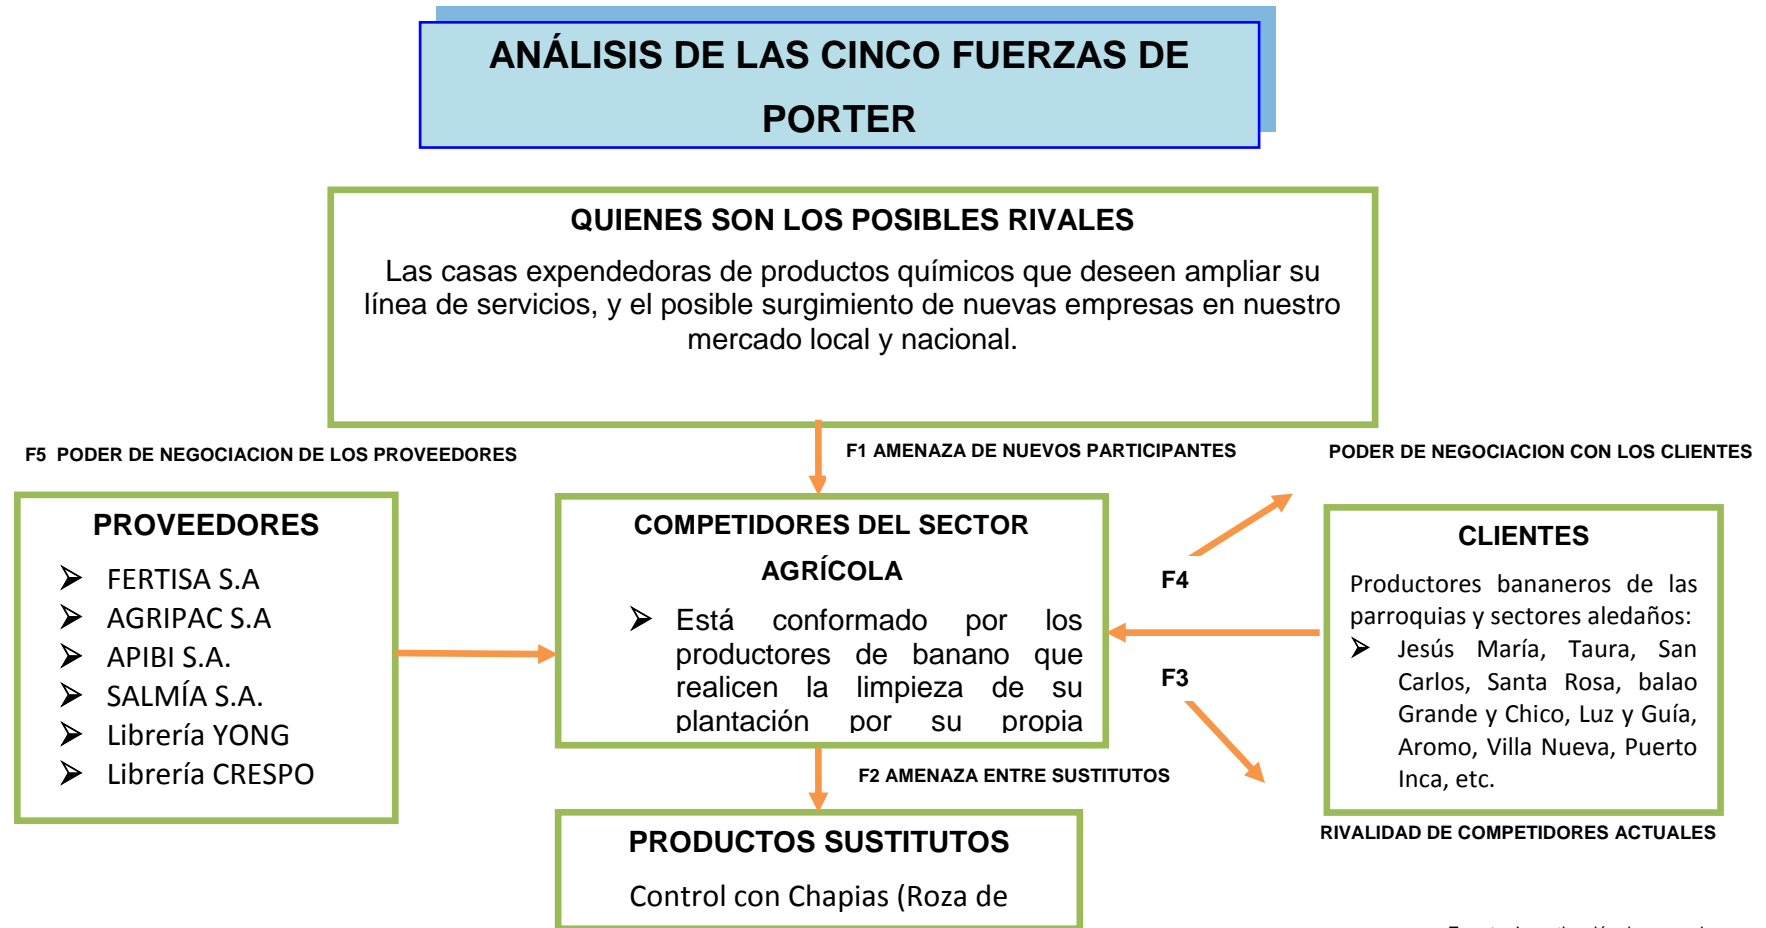 ANÁLISIS DE LAS CINCO FUERZAS DE
PORTER
QUIENES SON LOS POSIBLES RIVALES
Las casas expendedoras de productos químicos que deseen ampliar su
línea de servicios, y el posible surgimiento de nuevas empresas en nuestro
mercado local y nacional.
F5 PODER DE NEGOCIACION DE LOS PROVEEDORES
F1 AMENAZA DE NUEVOS PARTICIPANTES
PODER DE NEGOCIACION CON LOS CLIENTES
PROVEEDORES
➢ FERTISA S.A
➢ AGRIPAC S.A
➢ APIBI S.A.
➢ SALMÍA S.A.
➢ Librería YONG
➢ Librería CRESPO
COMPETIDORES DEL SECTOR
AGRÍCOLA
➢ Está conformado por los
productores de banano que
realicen la limpieza de su
plantación por su propia
F4
F3
CLIENTES
Productores bananeros de las
parroquias y sectores aledaños:
➢ Jesús María, Taura, San
Carlos, Santa Rosa, balao
Grande y Chico, Luz y Guía,
Aromo, Villa Nueva, Puerto
Inca, etc.
F2 AMENAZA ENTRE SUSTITUTOS
RIVALIDAD DE COMPETIDORES ACTUALES
PRODUCTOS SUSTITUTOS
Control con Chapias (Roza de